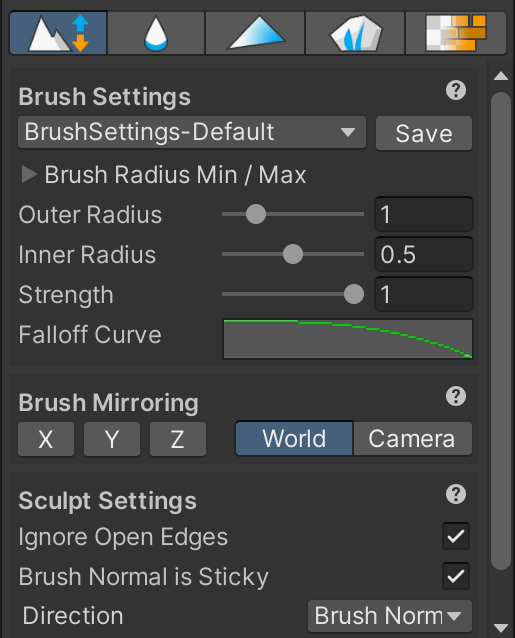 Brush Settings
BrushSettings-Default Save
Brush Radius Min / Max
Outer Radius 1
Inner Radius 0.5
Strength 1
Falloff Curve
Brush Mirroring
X Y Z World Camera
Sculpt Settings
Ignore Open Edges
Brush Normal is Sticky
Direction Brush Norm